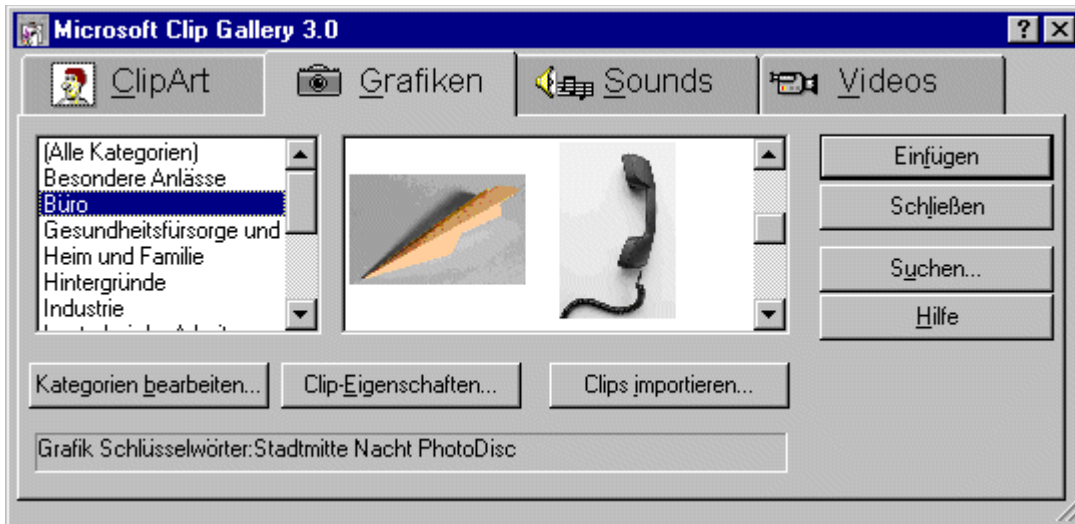 Microsoft Clip Gallery 3.0
ClipArt
Grafiken
Sounds
Videos
(Alle Kategorien)
Besondere Anlässe
Büro
Gesundheitsfürsorge und
Heim und Familie
Hintergründe
Industrie
Einfügen
Schließen
Suchen...
Hilfe
Kategorien bearbeiten...
Clip-Eigenschaften...
Clips importieren...
Grafik Schlüsselwörter:Stadtmitte Nacht PhotoDisc